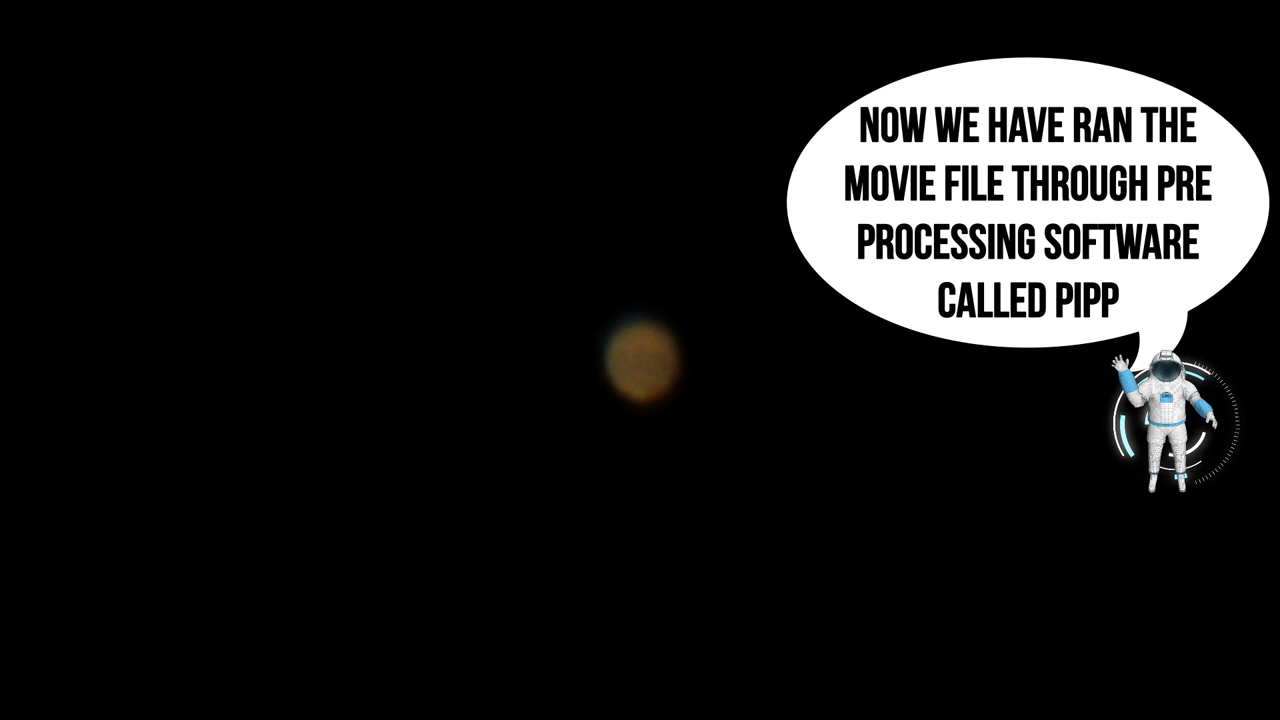 NOW WE HAVE RAN THE
MOVIE FILE THROUGH PRE
PROCESSING SOFTWARE
CALLED PIPP